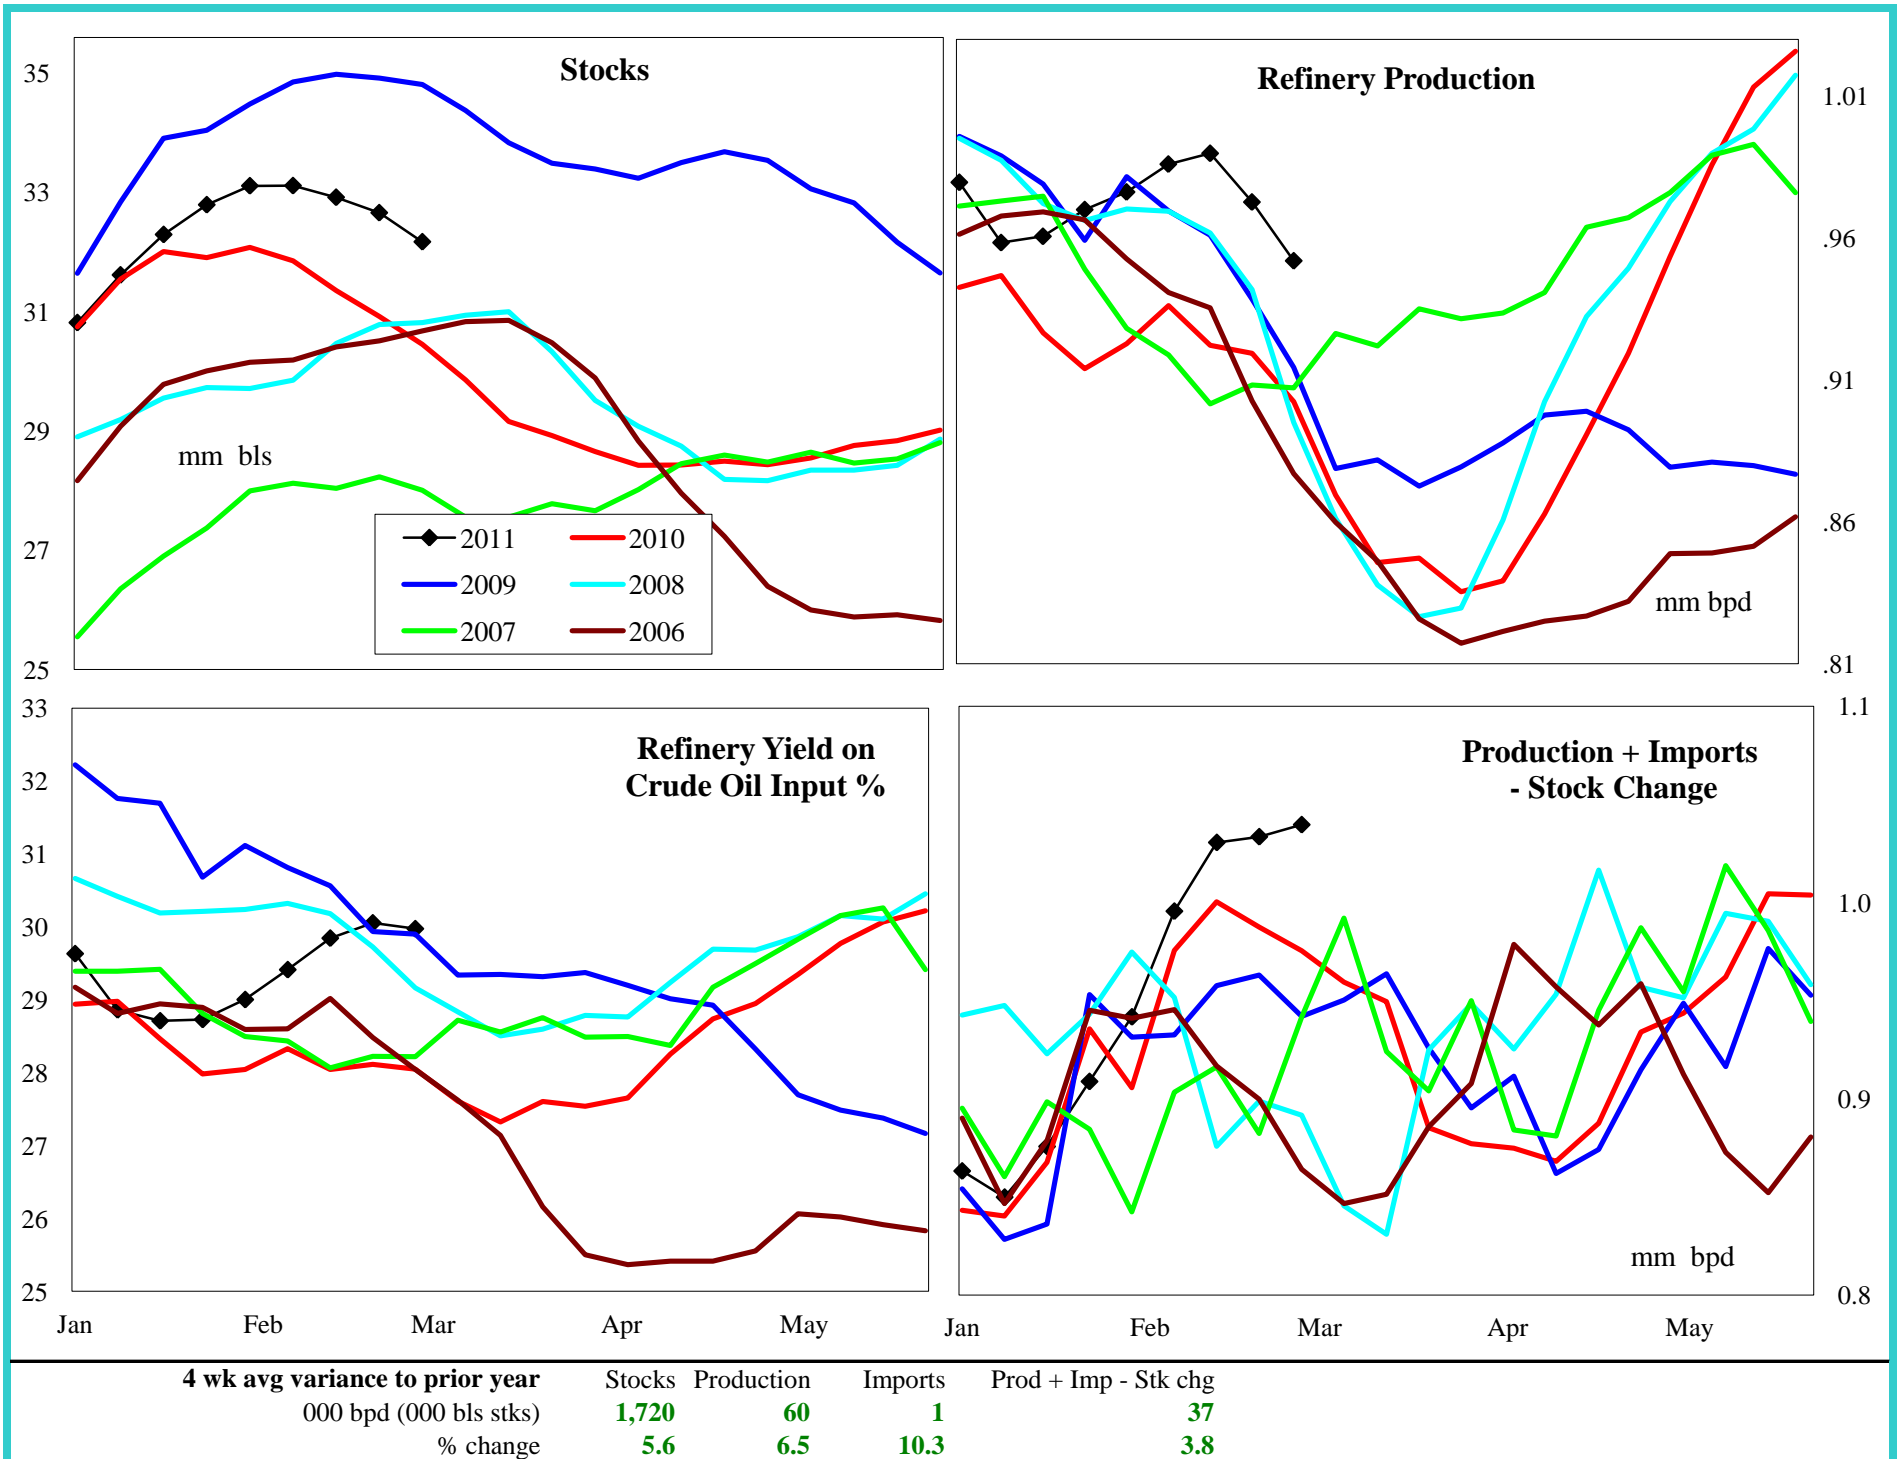 Stocks
35
33
31
29
27
25
mm bls
2011
2010
2009
2008
2007
2006
Refinery Production
1.01
.96
.91
.86
.81
mm bpd
Refinery Yield on
Crude Oil Input %
33
32
31
30
29
28
27
26
25
Jan Feb Mar Apr May
Production + Imports
- Stock Change
1.1
1.0
0.9
0.8
mm bpd
Jan Feb Mar Apr May
4 wk avg variance to prior year Stocks Production Imports Prod + Imp - Stk chg
000 bpd (000 bls stks) 1,720 60 1 37
% change 5.6 6.5 10.3 3.8